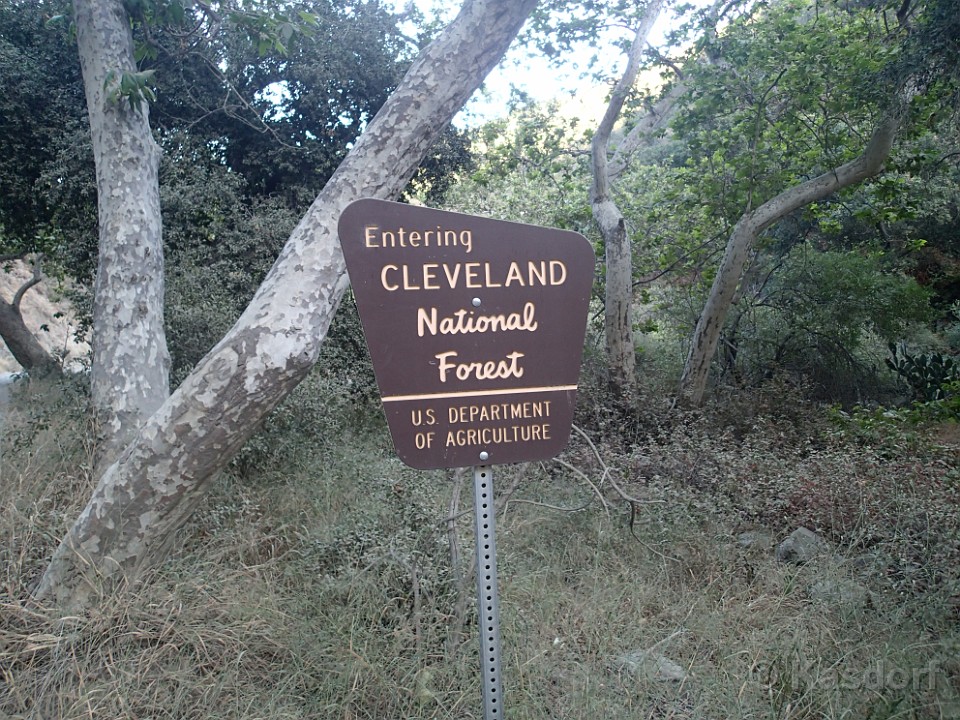 Entering
CLEVELAND
National
Forest
U.S. DEPARTMENT
OF AGRICULTURE
© Kasdorf